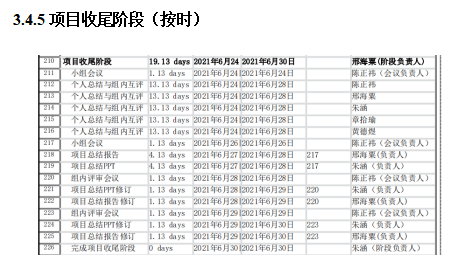 3.4.5 项目收尾阶段（按时）
210 项目收尾阶段 19.13 days 2021年6月24 2021年6月30日 邢海粟(阶段负责人)
211 小组会议 1.13 days 2021年6月24 2021年6月24日 陈正祎（会议负责人）
212 个人总结与组内互评 13.13 days 2021年6月24 2021年6月28日 陈正祎
213 个人总结与组内互评 13.13 days 2021年6月24 2021年6月28日 邢海粟
214 个人总结与组内互评 13.13 days 2021年6月24 2021年6月28日 朱涵
215 个人总结与组内互评 13.13 days 2021年6月24 2021年6月28日 章拾瑜
216 个人总结与组内互评 13.13 days 2021年6月24 2021年6月28日 黄德煜
217 小组会议 1.13 days 2021年6月26 2021年6月26日 陈正祎（会议负责人）
218 项目总结报告 4.13 days 2021年6月27 2021年6月28日 217 邢海粟(负责人)
219 项目总结PPT 4.13 days 2021年6月27 2021年6月28日 217 朱涵（负责人）
220 组内评审会议 1.13 days 2021年6月28 2021年6月28日 陈正祎（会议负责人）
221 项目总结PPT修订 1.13 days 2021年6月28 2021年6月29日 220 朱涵（负责人）
222 项目总结报告修订 1.13 days 2021年6月28 2021年6月29日 220 邢海粟(负责人)
223 组内评审会议 1.13 days 2021年6月29 2021年6月29日 陈正祎（会议负责人）
224 项目总结PPT修订 1.13 days 2021年6月29 2021年6月30日 223 朱涵（负责人）
225 项目总结报告修订 1.13 days 2021年6月29 2021年6月30日 223 邢海粟(负责人)
226 完成项目收尾阶段 0 days 2021年6月30 2021年6月30日 朱涵（阶段负责人）